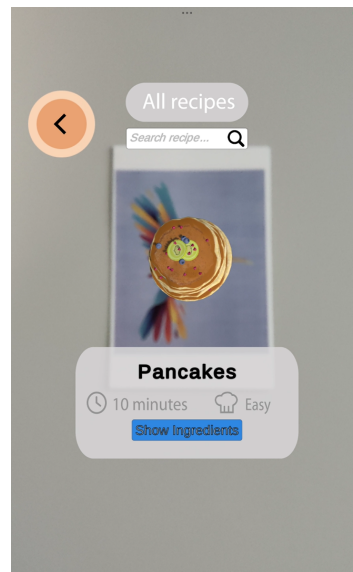 All recipes
Search recipe...
Pancakes
10 minutes Easy
Show Ingredients